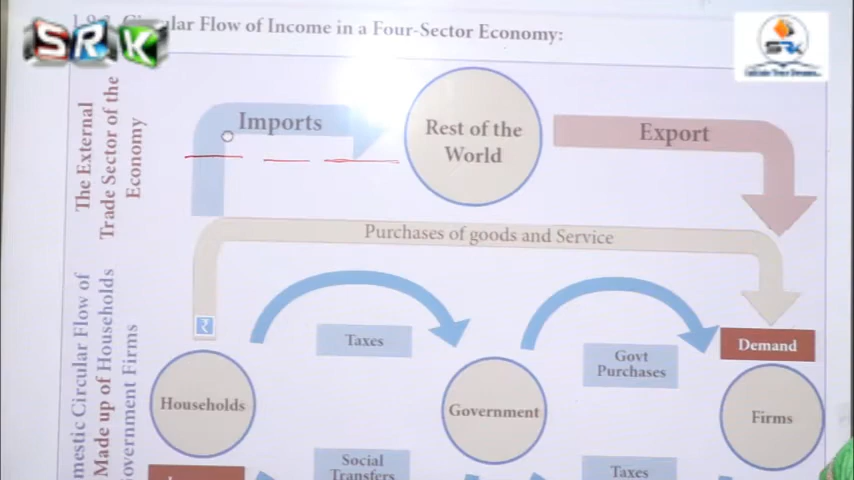 Circular Flow of Income in a Four-Sector Economy:
SRK
SRK
The External
Trade Sector of the
Economy
Imports
Rest of the
World
Export
Purchases of goods and Service
₹
Taxes
Govt
Purchases
Demand
Households
Government
Firms
mestic Circular Flow of
Made up of Households
overnment Firms
Social
Transfers
Taxes